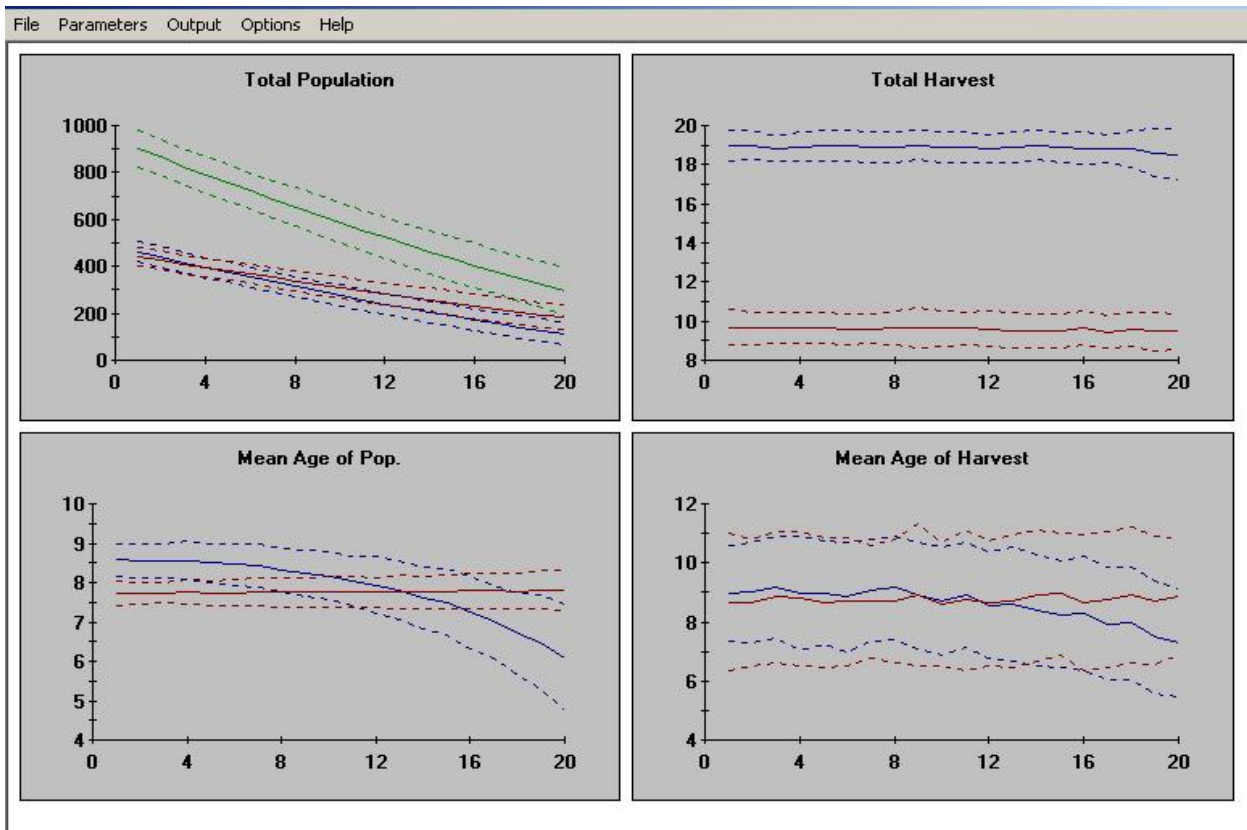 File Parameters Output Options Help
Total Population
1000
800
600
400
200
0
0 4 8 12 16 20
Total Harvest
20
18
16
14
12
10
8
0 4 8 12 16 20
Mean Age of Pop.
10
9
8
7
6
5
4
0 4 8 12 16 20
Mean Age of Harvest
12
10
8
6
4
0 4 8 12 16 20